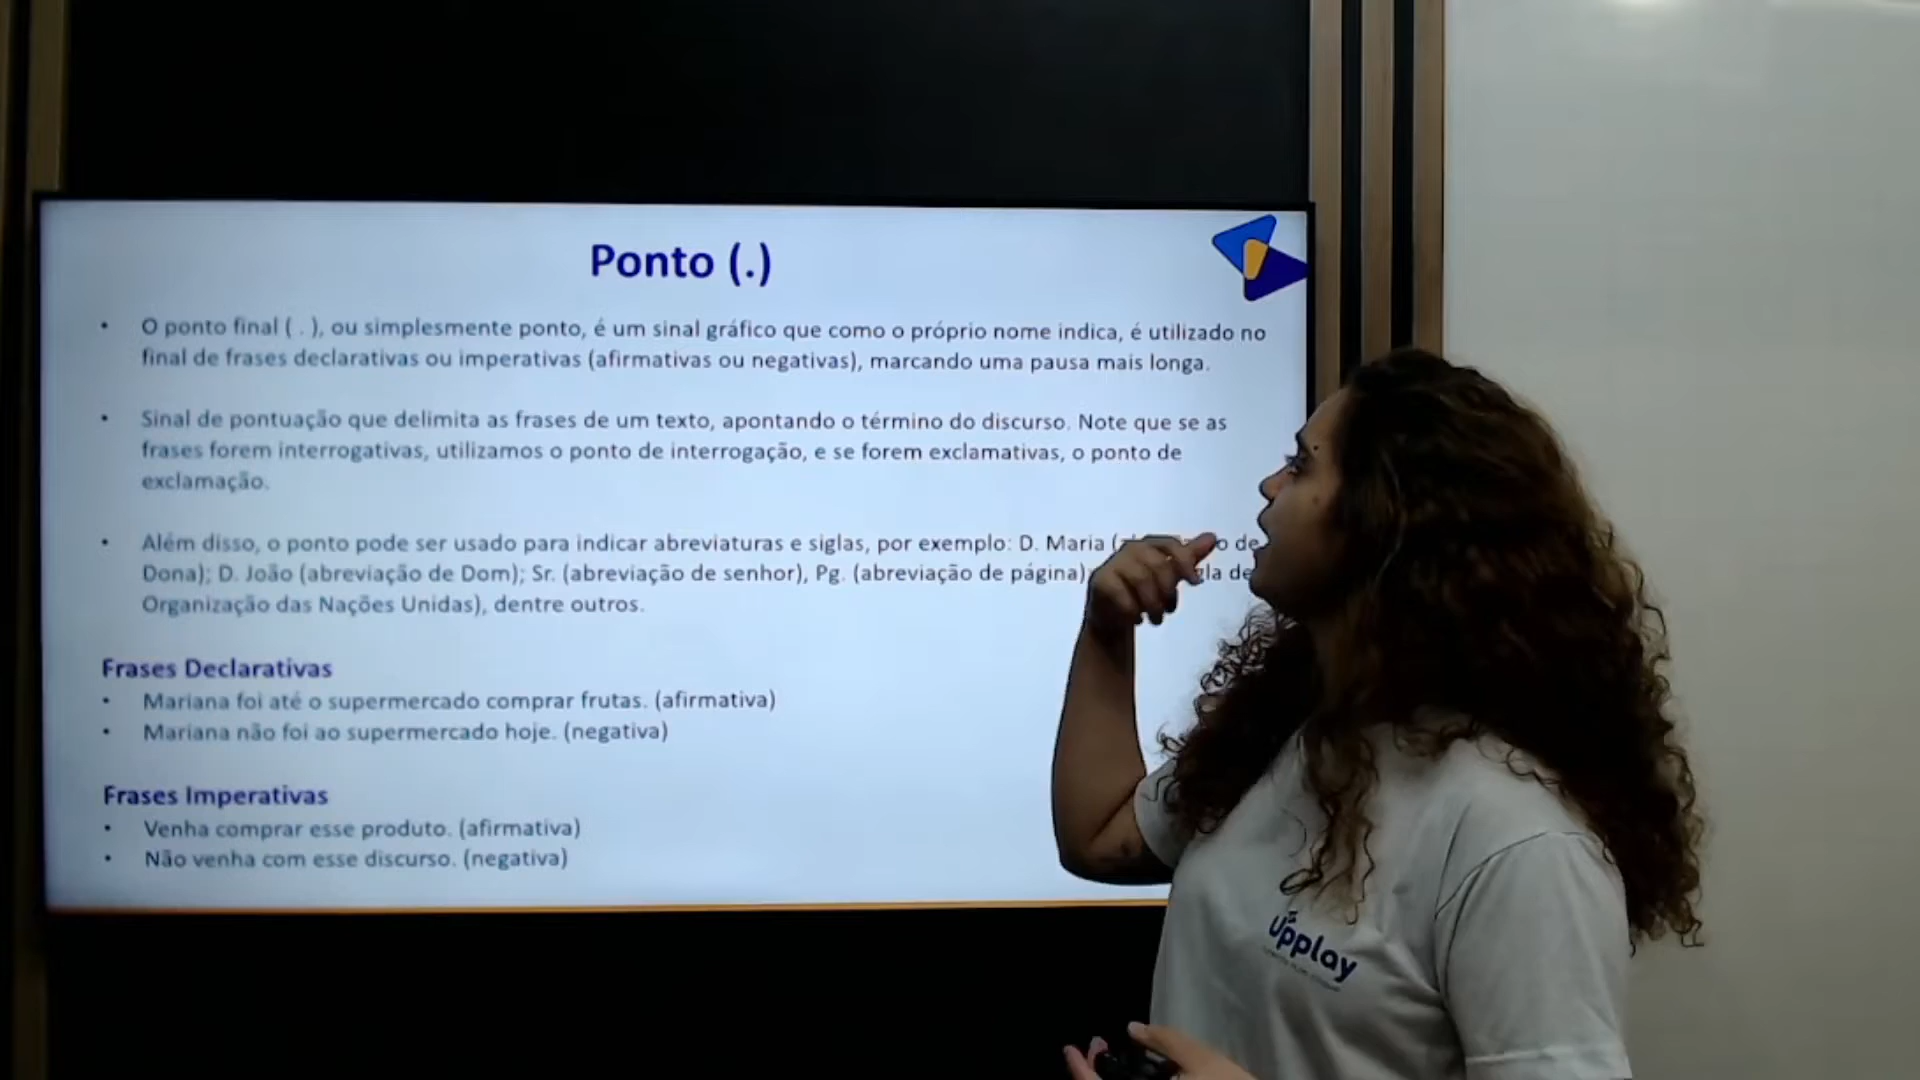 Ponto (.)
• O ponto final ( . ), ou simplesmente ponto, é um sinal gráfico que como o próprio nome indica, é utilizado no
final de frases declarativas ou imperativas (afirmativas ou negativas), marcando uma pausa mais longa.
• Sinal de pontuação que delimita as frases de um texto, apontando o término do discurso. Note que se as
frases forem interrogativas, utilizamos o ponto de interrogação, e se forem exclamativas, o ponto de
exclamação.
• Além disso, o ponto pode ser usado para indicar abreviaturas e siglas, por exemplo: D. Maria ( de
Dona); D. João (abreviação de Dom); Sr. (abreviação de senhor), Pg. (abreviação de página) de
Organização das Nações Unidas), dentre outros.
Frases Declarativas
• Mariana foi até o supermercado comprar frutas. (afirmativa)
• Mariana não foi ao supermercado hoje. (negativa)
Frases Imperativas
• Venha comprar esse produto. (afirmativa)
• Não venha com esse discurso. (negativa)
Upplay